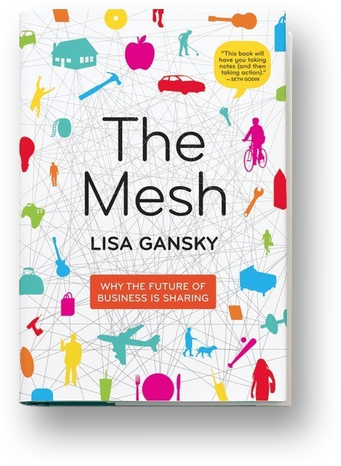 "This book will
have you taking
notes (and then
taking action)."
– SETH GODIN
The
Mesh
LISA GANSKY
WHY THE FUTURE OF
BUSINESS IS SHARING